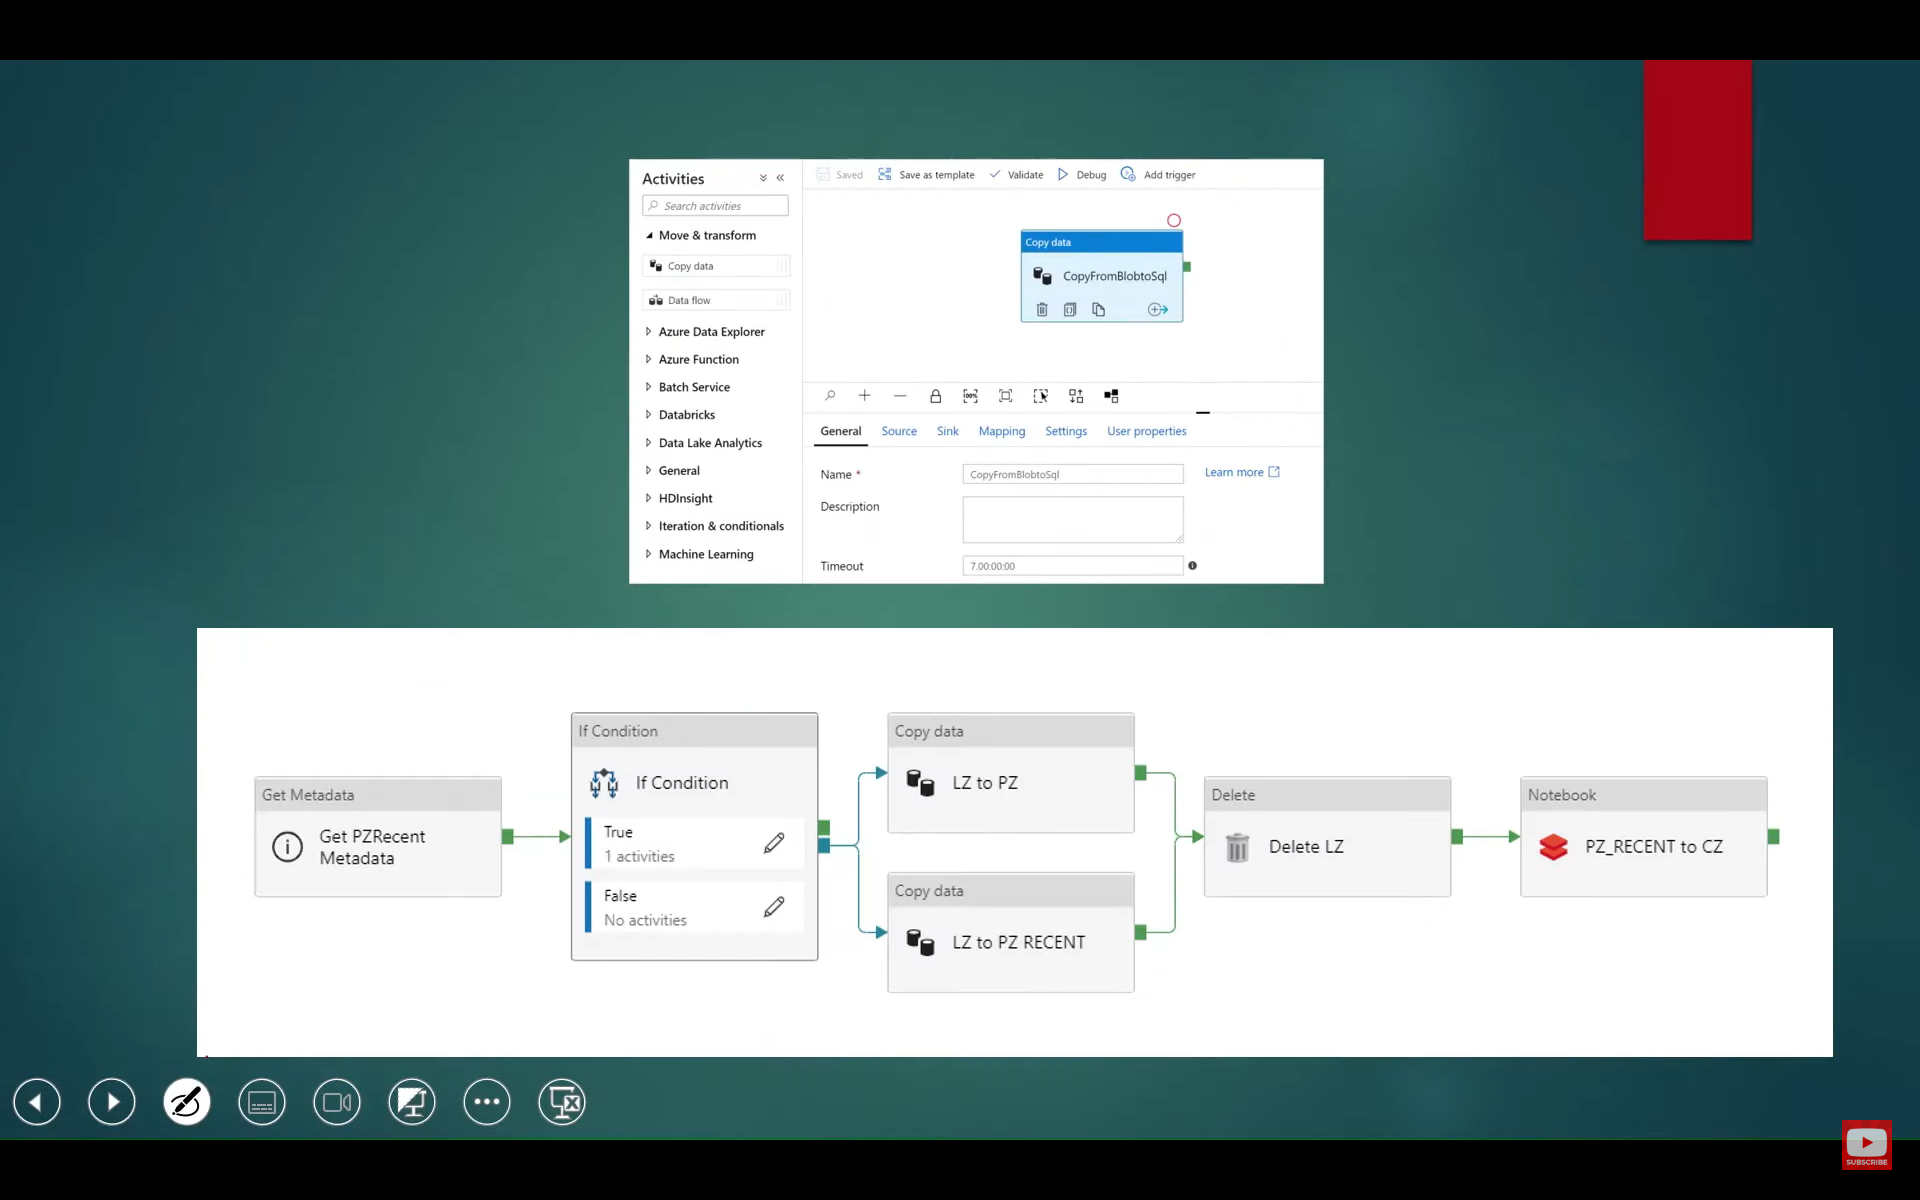 Activities
Search activities
Move & transform
Copy data
Data flow
Azure Data Explorer
Azure Function
Batch Service
Databricks
Data Lake Analytics
General
HDInsight
Iteration & conditionals
Machine Learning
Saved Save as template Validate Debug Add trigger
Copy data
CopyFromBlobtoSql
100%
General Source Sink Mapping Settings User properties
Name * CopyFromBlobtoSql Learn more
Description
Timeout 7.00:00:00
Get Metadata
Get PZRecent
Metadata
If Condition
If Condition
True
1 activities
False
No activities
Copy data
LZ to PZ
Copy data
LZ to PZ RECENT
Delete
Delete LZ
Notebook
PZ_RECENT to CZ
SUBSCRIBE